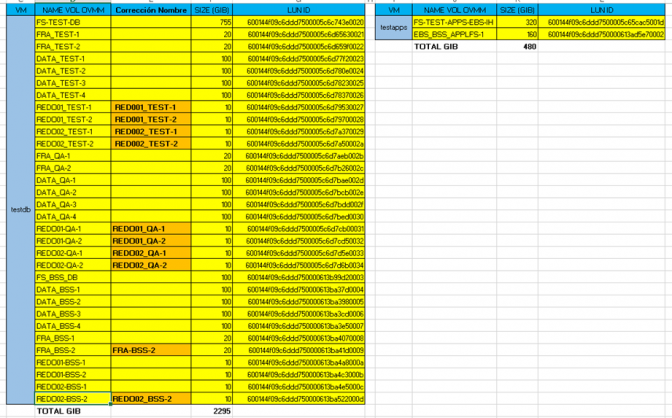 VM NAME VOL OVMM Corrección Nombre SIZE (GIB) LUN ID
FS-TEST-DB 755 600144f09c6ddd7500005c6c743e0020
FRA_TEST-1 20 600144f09c6ddd7500005c6d65630021
FRA_TEST-2 20 600144f09c6ddd7500005c6d659f0022
DATA_TEST-1 100 600144f09c6ddd7500005c6d77f20023
DATA_TEST-2 100 600144f09c6ddd7500005c6d780e0024
DATA_TEST-3 100 600144f09c6ddd7500005c6d78230025
DATA_TEST-4 100 600144f09c6ddd7500005c6d78370026
REDO01_TEST-1 RED001_TEST-1 10 600144f09c6ddd7500005c6d79530027
REDO01_TEST-2 RED001_TEST-2 10 600144f09c6ddd7500005c6d79700028
REDO02_TEST-1 RED002_TEST-1 10 600144f09c6ddd7500005c6d7a370029
REDO02_TEST-2 RED002_TEST-2 10 600144f09c6ddd7500005c6d7a50002a
FRA_QA-1 20 600144f09c6ddd7500005c6d7aeb002b
FRA_QA-2 20 600144f09c6ddd7500005c6d7b26002c
DATA_QA-1 100 600144f09c6ddd7500005c6d7bae002d
DATA_QA-2 100 600144f09c6ddd7500005c6d7bcb002e
DATA_QA-3 100 600144f09c6ddd7500005c6d7bdd002f
testdb DATA_QA-4 100 600144f09c6ddd7500005c6d7bed0030
REDO01-QA-1 REDO01_QA-1 10 600144f09c6ddd7500005c6d7cb00031
REDO01-QA-2 REDO01_QA-2 10 600144f09c6ddd7500005c6d7cd50032
REDO02-QA-1 REDO02_QA-1 10 600144f09c6ddd7500005c6d7d5e0033
REDO02-QA-2 REDO02_QA-2 10 600144f09c6ddd7500005c6d7d6b0034
FS_BSS_DB 100 600144f09c6ddd750000613b99d20003
DATA_BSS-1 100 600144f09c6ddd750000613ba37d0004
DATA_BSS-2 100 600144f09c6ddd750000613ba3980005
DATA_BSS-3 100 600144f09c6ddd750000613ba3cd0006
DATA_BSS-4 100 600144f09c6ddd750000613ba3e50007
FRA_BSS-1 20 600144f09c6ddd750000613ba4070008
FRA_BSS-2 FRA-BSS-2 20 600144f09c6ddd750000613ba41d0009
REDO01-BSS-1 10 600144f09c6ddd750000613ba4a8000a
REDO01-BSS-2 10 600144f09c6ddd750000613ba4c3000b
REDO02-BSS-1 10 600144f09c6ddd750000613ba4e5000c
REDO02-BSS-2 REDO02_BSS-2 10 600144f09c6ddd750000613ba522000d
TOTAL GIB 2295
VM NAME VOL OVMM SIZE (GIB) LUN ID
testapps FS-TEST-APPS-EBS-IH 320 600144f09c6ddd7500005c65cac5001d
EBS_BSS_APPLFS-1 160 600144f09c6ddd750000613ad5e70002
TOTAL GIB 480